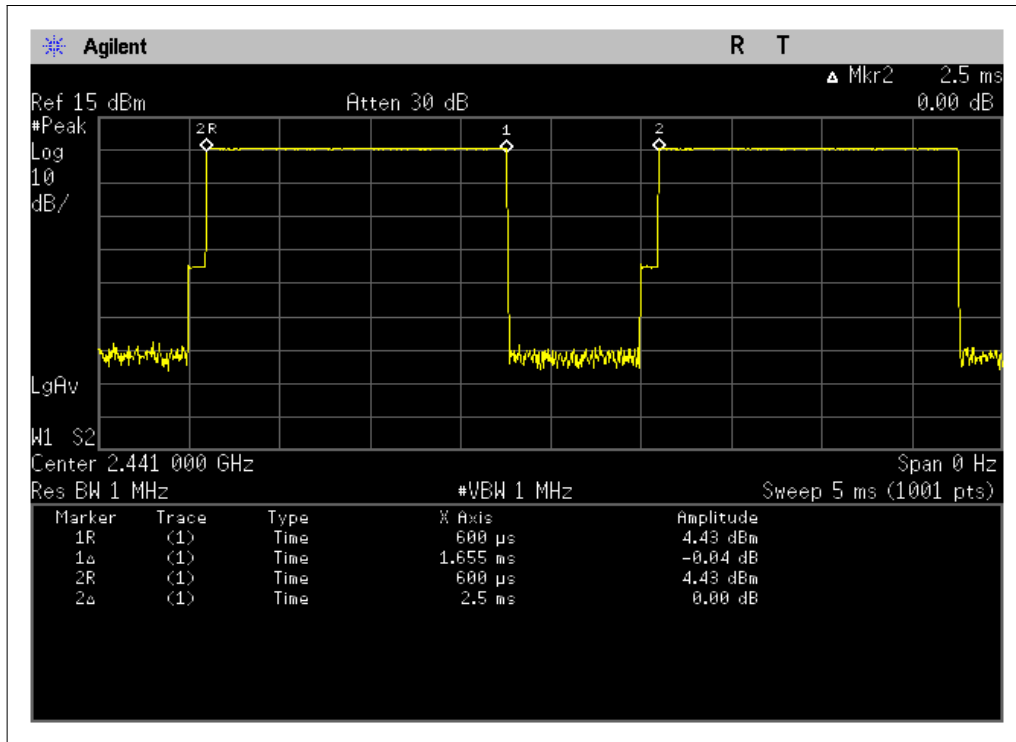 Agilent R T
Δ Mkr2 2.5 ms
Ref 15 dBm Atten 30 dB 0.00 dB
#Peak
Log
10
dB/
2R 1 2
LgAv
W1 S2
Center 2.441 000 GHz Span 0 Hz
Res BW 1 MHz #VBW 1 MHz Sweep 5 ms (1001 pts)
Marker Trace Type X Axis Amplitude
1R (1) Time 600 µs 4.43 dBm
1Δ (1) Time 1.655 ms -0.04 dB
2R (1) Time 600 µs 4.43 dBm
2Δ (1) Time 2.5 ms 0.00 dB